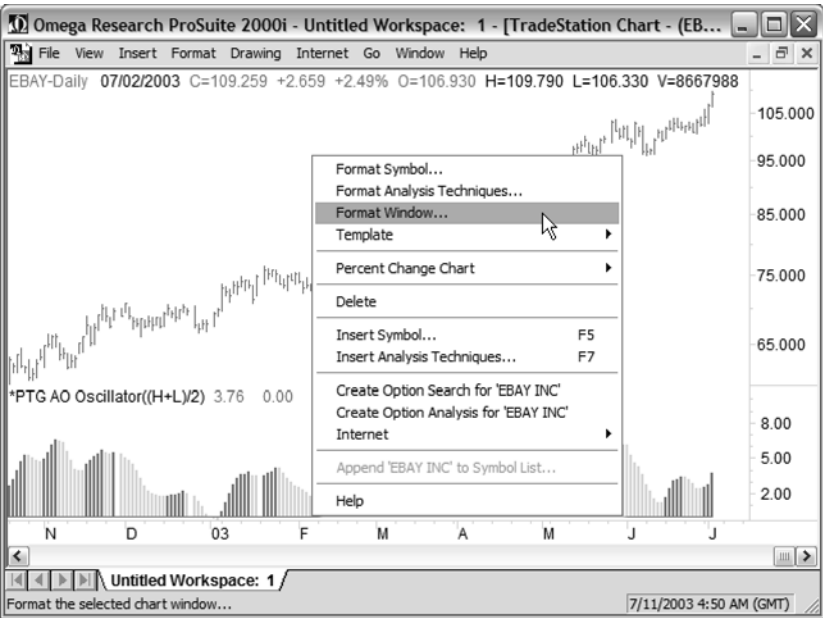 Omega Research ProSuite 2000i - Untitled Workspace: 1 - [TradeStation Chart - (EB...
File View Insert Format Drawing Internet Go Window Help
EBAY-Daily 07/02/2003 C=109.259 +2.659 +2.49% O=106.930 H=109.790 L=106.330 V=8667988
105.000
95.000
85.000
75.000
65.000
Format Symbol...
Format Analysis Techniques...
Format Window...
Template
Percent Change Chart
Delete
Insert Symbol... F5
Insert Analysis Techniques... F7
Create Option Search for 'EBAY INC'
Create Option Analysis for 'EBAY INC'
Internet
Append 'EBAY INC' to Symbol List...
Help
*PTG AO Oscillator((H+L)/2) 3.76 0.00
8.00
5.00
2.00
N D 03 F M A M J J
Untitled Workspace: 1
Format the selected chart window...
7/11/2003 4:50 AM (GMT)